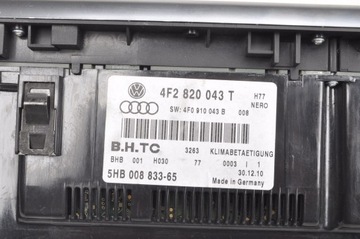 4F2 820 043 T H77
NERO
SW: 4F0 910 043 B 008
B.H.TC 3263 KLIMABETAETIGUNG
BHB 001 H030 77 0003 | 1
30.12.10
5HB 008 833-65 Made in Germany